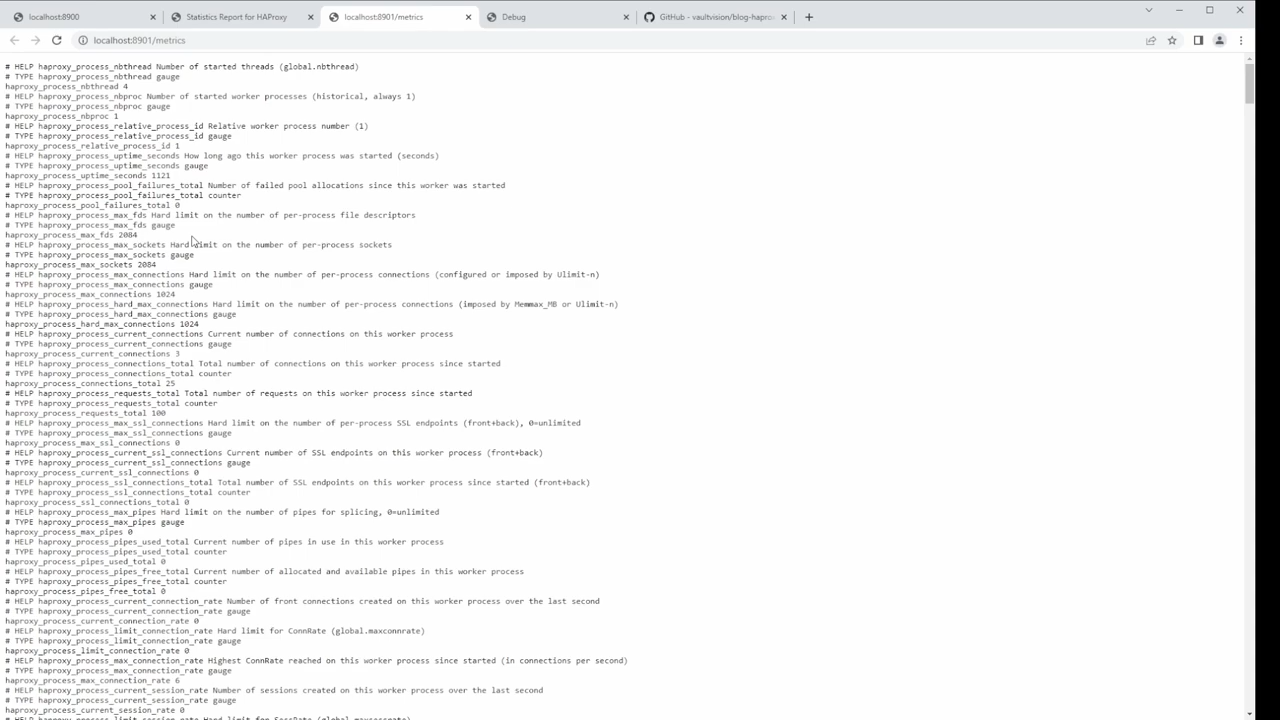 localhost:8900
Statistics Report for HAProxy
localhost:8901/metrics
Debug
GitHub - vaultvision/blog-haprox
localhost:8901/metrics
# HELP haproxy_process_nbthread Number of started threads (global.nbthread)
# TYPE haproxy_process_nbthread gauge
haproxy_process_nbthread 4
# HELP haproxy_process_nbproc Number of started worker processes (historical, always 1)
# TYPE haproxy_process_nbproc gauge
haproxy_process_nbproc 1
# HELP haproxy_process_relative_process_id Relative worker process number (1)
# TYPE haproxy_process_relative_process_id gauge
haproxy_process_relative_process_id 1
# HELP haproxy_process_uptime_seconds How long ago this worker process was started (seconds)
# TYPE haproxy_process_uptime_seconds gauge
haproxy_process_uptime_seconds 1121
# HELP haproxy_process_pool_failures_total Number of failed pool allocations since this worker was started
# TYPE haproxy_process_pool_failures_total counter
haproxy_process_pool_failures_total 0
# HELP haproxy_process_max_fds Hard limit on the number of per-process file descriptors
# TYPE haproxy_process_max_fds gauge
haproxy_process_max_fds 2084
# HELP haproxy_process_max_sockets Hard limit on the number of per-process sockets
# TYPE haproxy_process_max_sockets gauge
haproxy_process_max_sockets 2084
# HELP haproxy_process_max_connections Hard limit on the number of per-process connections (configured or imposed by Ulimit-n)
# TYPE haproxy_process_max_connections gauge
haproxy_process_max_connections 1024
# HELP haproxy_process_hard_max_connections Hard limit on the number of per-process connections (imposed by Memmax_MB or Ulimit-n)
# TYPE haproxy_process_hard_max_connections gauge
haproxy_process_hard_max_connections 1024
# HELP haproxy_process_current_connections Current number of connections on this worker process
# TYPE haproxy_process_current_connections gauge
haproxy_process_current_connections 3
# HELP haproxy_process_connections_total Total number of connections on this worker process since started
# TYPE haproxy_process_connections_total counter
haproxy_process_connections_total 25
# HELP haproxy_process_requests_total Total number of requests on this worker process since started
# TYPE haproxy_process_requests_total counter
haproxy_process_requests_total 100
# HELP haproxy_process_max_ssl_connections Hard limit on the number of per-process SSL endpoints (front+back), 0=unlimited
# TYPE haproxy_process_max_ssl_connections gauge
haproxy_process_max_ssl_connections 0
# HELP haproxy_process_current_ssl_connections Current number of SSL endpoints on this worker process (front+back)
# TYPE haproxy_process_current_ssl_connections gauge
haproxy_process_current_ssl_connections 0
# HELP haproxy_process_ssl_connections_total Total number of SSL endpoints on this worker process since started (front+back)
# TYPE haproxy_process_ssl_connections_total counter
haproxy_process_ssl_connections_total 0
# HELP haproxy_process_max_pipes Hard limit on the number of pipes for splicing, 0=unlimited
# TYPE haproxy_process_max_pipes gauge
haproxy_process_max_pipes 0
# HELP haproxy_process_pipes_used_total Current number of pipes in use in this worker process
# TYPE haproxy_process_pipes_used_total counter
haproxy_process_pipes_used_total 0
# HELP haproxy_process_pipes_free_total Current number of allocated and available pipes in this worker process
# TYPE haproxy_process_pipes_free_total counter
haproxy_process_pipes_free_total 0
# HELP haproxy_process_current_connection_rate Number of front connections created on this worker process over the last second
# TYPE haproxy_process_current_connection_rate gauge
haproxy_process_current_connection_rate 0
# HELP haproxy_process_limit_connection_rate Hard limit for ConnRate (global.maxconnrate)
# TYPE haproxy_process_limit_connection_rate gauge
haproxy_process_limit_connection_rate 0
# HELP haproxy_process_max_connection_rate Highest ConnRate reached on this worker process since started (in connections per second)
# TYPE haproxy_process_max_connection_rate gauge
haproxy_process_max_connection_rate 6
# HELP haproxy_process_current_session_rate Number of sessions created on this worker process over the last second
# TYPE haproxy_process_current_session_rate gauge
haproxy_process_current_session_rate 0
# HELP haproxy_process_limit_session_rate Hard limit for SessRate (global.maxsessrate)